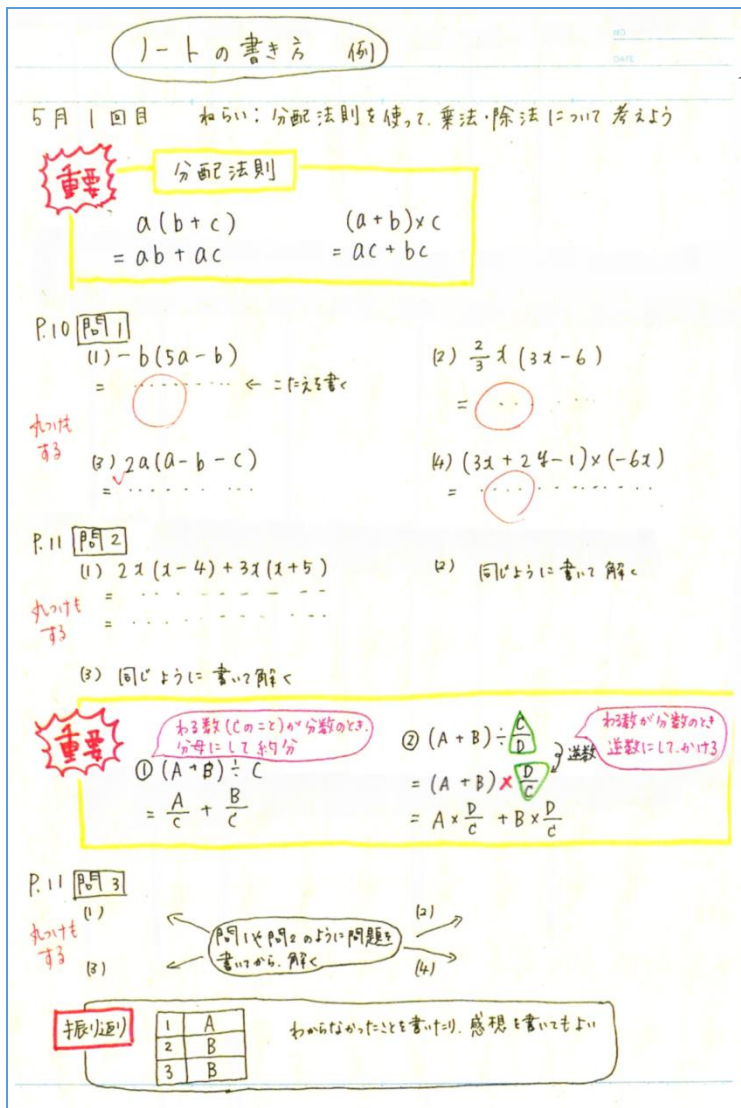 ノートの書き方 例
NO
DATE
5月1回目 ねらい:分配法則を使って、乗法・除法について考えよう
重要
分配法則
a(b+c) (a+b)×c
=ab+ac =ac+bc
P.10 問1
(1) -b(5a-b) (2) 2/3x(3x-6)
= ............ ← こたえを書く = .. ....
丸つけもする
(3) 2a(a-b-c) (4) (3x+2y-1)×(-6x)
= ............ = ............
P.11 問2
(1) 2x(x-4)+3x(x+5) (2) 同じように書いて解く
= ............
丸つけもする
= ............
(3) 同じように書いて解く
重要
わる数(Cのこと)が分数のとき、
分母にして約分
① (A+B)÷C
= A/C + B/C
② (A+B)÷C/D
逆数
= (A+B)×D/C
= A×D/C + B×D/C
わる数が分数のとき
逆数にして、かける
P.11 問3
(1) (2)
丸つけもする
問1や問2のように問題を
書いてから、解く
(3) (4)
振り返り
1 A
2 B
3 B
わからなかったことを書いたり、感想を書いてもよい